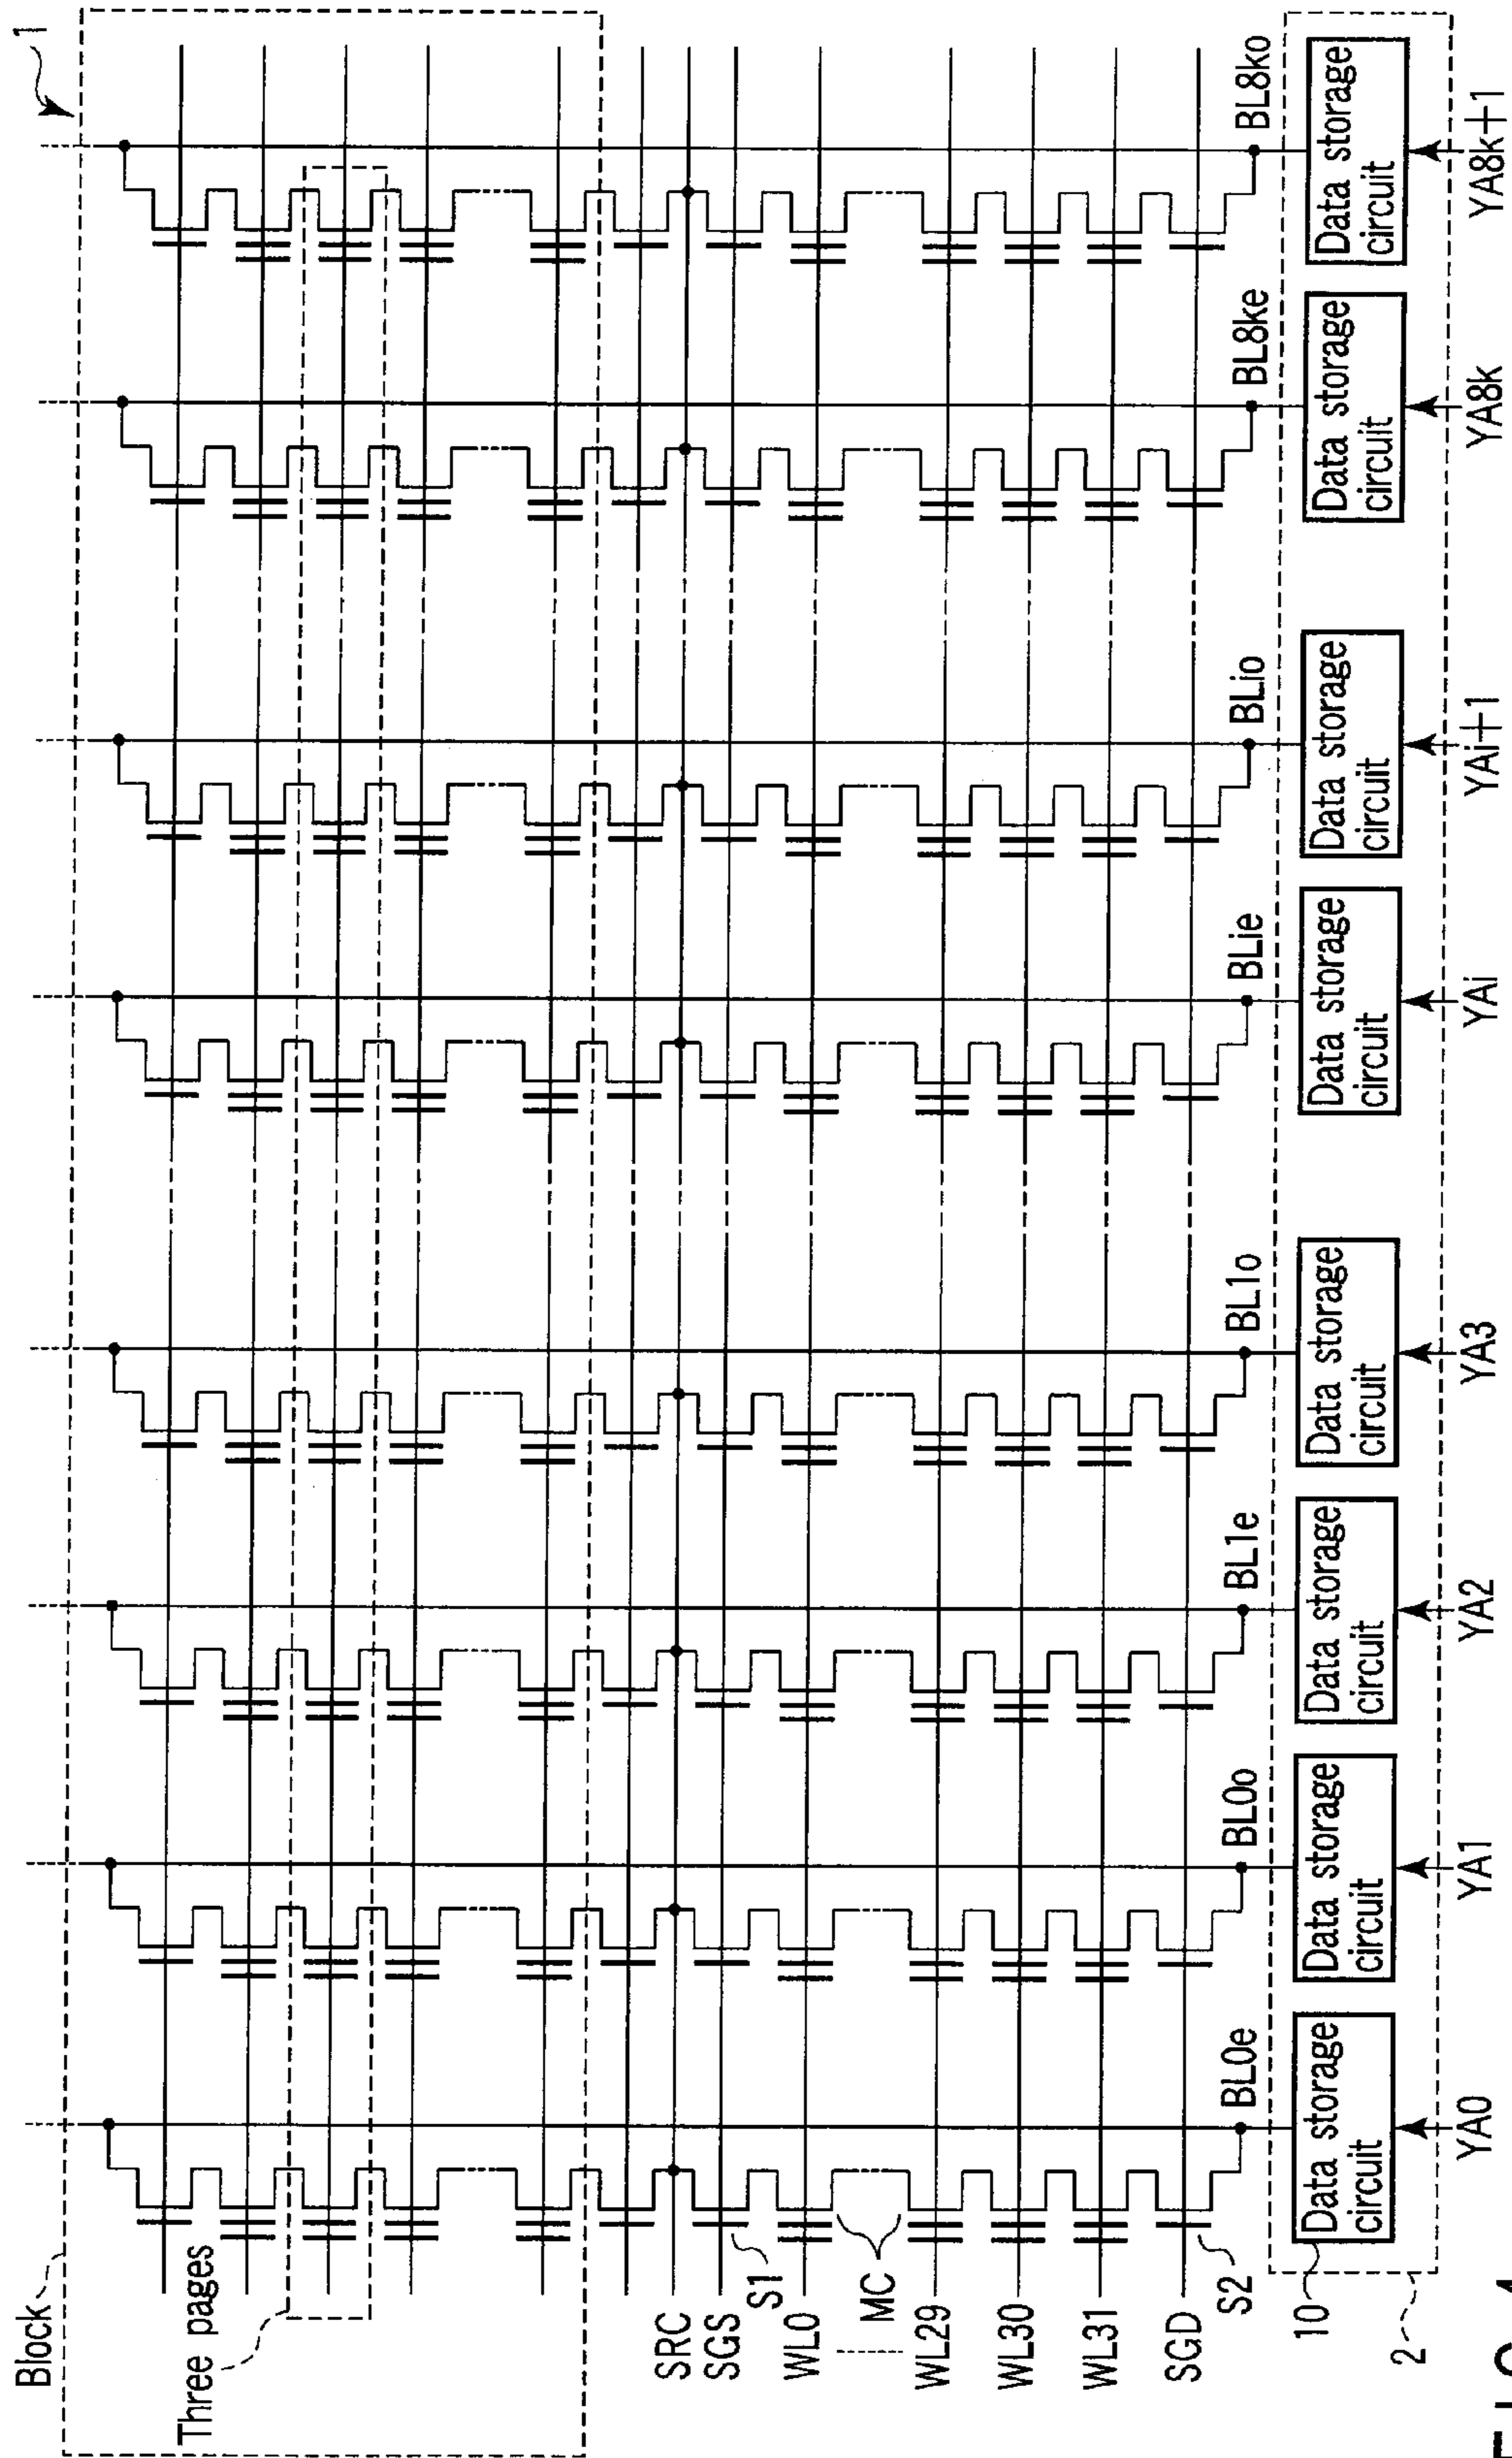 1
Block
Three pages
SRC
SGS
S1
WL0
MC
WL29
WL30
WL31
SGD
S2
BL0e
BL0o
BL1e
BL1o
BLie
BLio
BL8ke
BL8ko
10
2
Data storage
circuit
Data storage
circuit
Data storage
circuit
Data storage
circuit
Data storage
circuit
Data storage
circuit
Data storage
circuit
Data storage
circuit
YA0
YA1
YA2
YA3
YAi
YAi+1
YA8k
YA8k+1